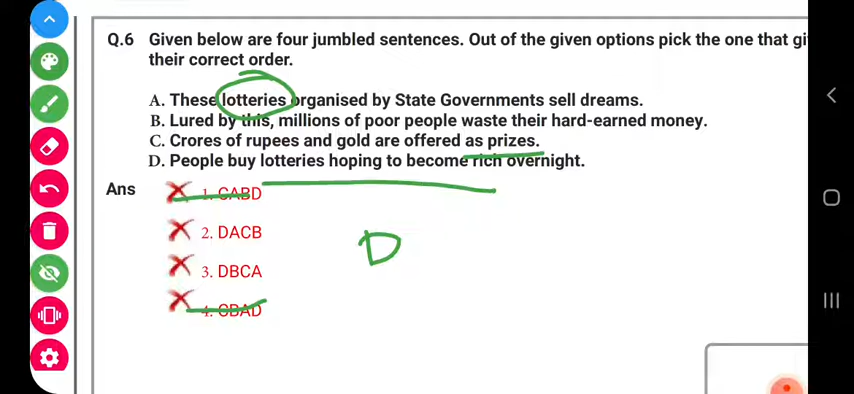 Q.6 Given below are four jumbled sentences. Out of the given options pick the one that gi
their correct order.
A. These lotteries organised by State Governments sell dreams.
B. Lured by this, millions of poor people waste their hard-earned money.
C. Crores of rupees and gold are offered as prizes.
D. People buy lotteries hoping to become rich overnight.
Ans
1. CABD
2. DACB
3. DBCA
4. CBAD
D